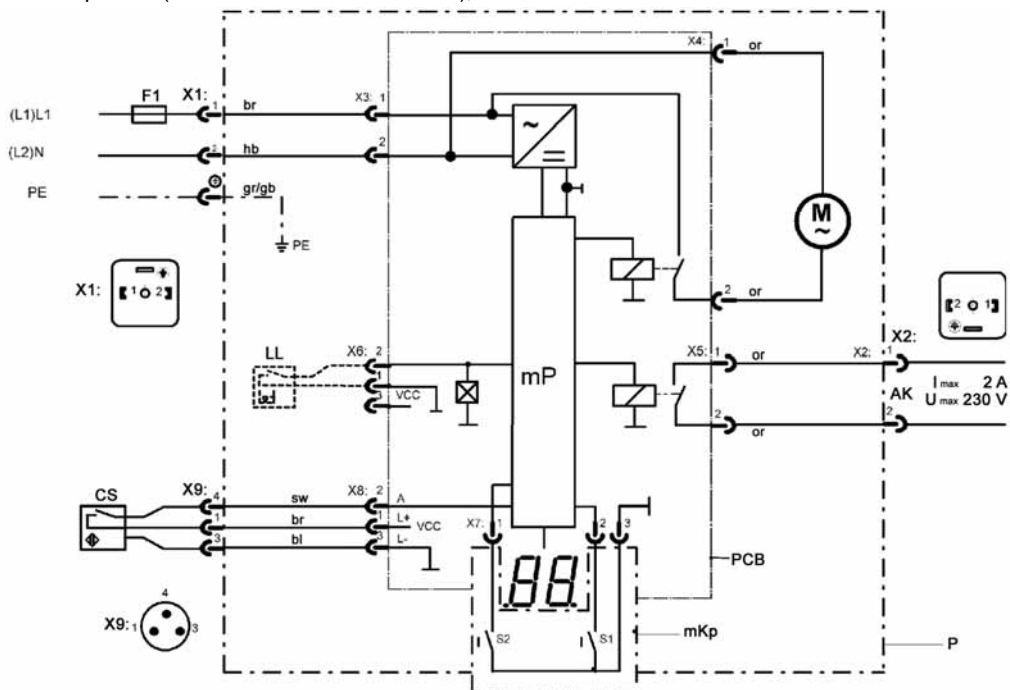 X4: 1 or
F1 X1: 1 br X3: 1
(L1)L1
(L2)N 2 hb 2
~ =
PE gr/gb
PE
M
~
X1: 1 2
2 or
2 1
X2:
LL X6: 2
1
3 VCC
mP
X5: 1 or X2: 1
AK I max 2 A
U max 230 V
2 or 2
CS X9: 4 sw X8: 2 A
1 br 1 L+ VCC
3 bl 3 L-
X7: 1 2 3
88
PCB
4
X9: 1 3
S2 S1 mKp
P